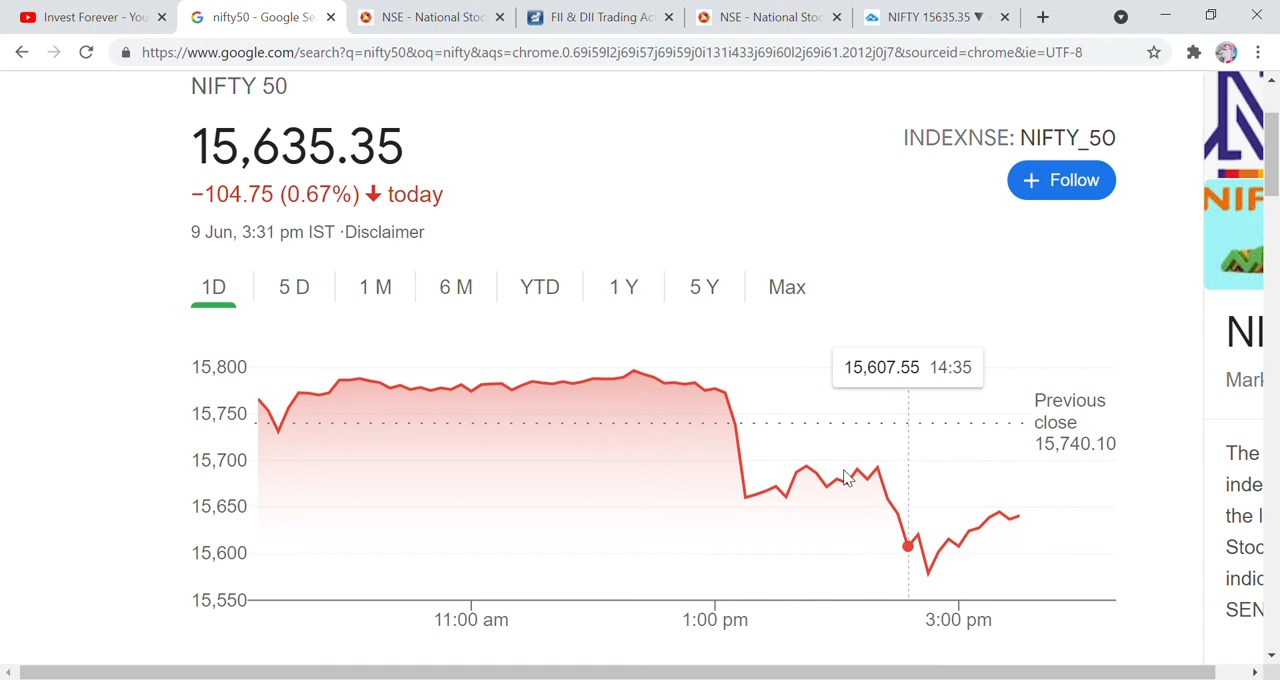 Invest Forever - You
nifty50 - Google Se
NSE - National Stoc
FII & DII Trading Ac
NSE - National Stoc
NIFTY 15635.35 ▼ -
https://www.google.com/search?q=nifty50&oq=nifty&aqs=chrome.0.69i59l2j69i57j69i59j0i131i433j69i60l2j69i61.2012j0j7&sourceid=chrome&ie=UTF-8
NIFTY 50
15,635.35
INDEXNSE: NIFTY_50
−104.75 (0.67%) ↓ today
+ Follow
9 Jun, 3:31 pm IST ·Disclaimer
1D 5 D 1 M 6 M YTD 1 Y 5 Y Max
15,800
15,750
15,700
15,650
15,600
15,550
15,607.55 14:35
Previous
close
15,740.10
11:00 am 1:00 pm 3:00 pm
N
NIF
NI
Mark
The
inde
the l
Stoc
indic
SEN